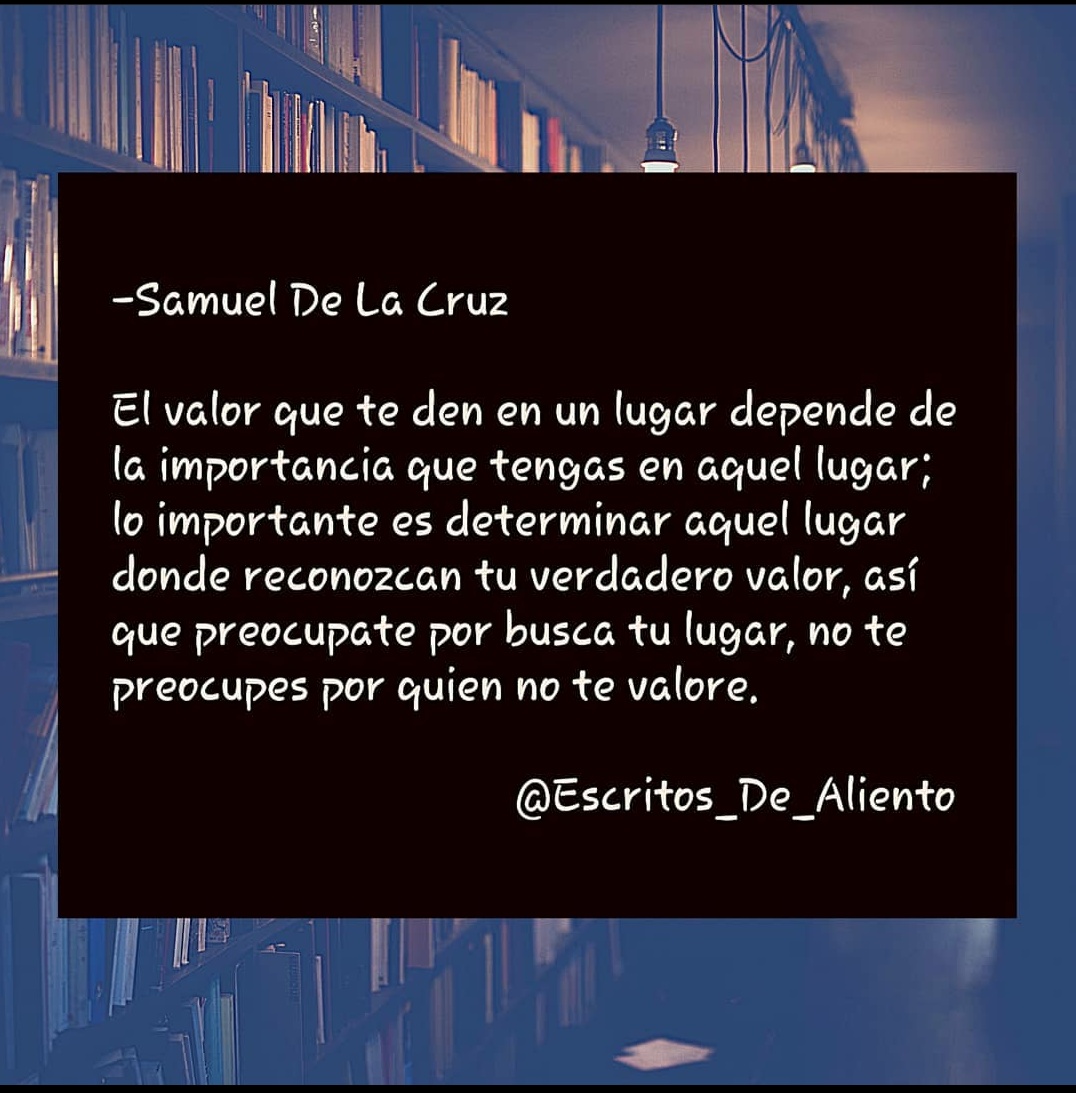 -Samuel De La Cruz
El valor que te den en un lugar depende de
la importancia que tengas en aquel lugar;
lo importante es determinar aquel lugar
donde reconozcan tu verdadero valor, así
que preocupate por busca tu lugar, no te
preocupes por quien no te valore.
@Escritos_De_Aliento